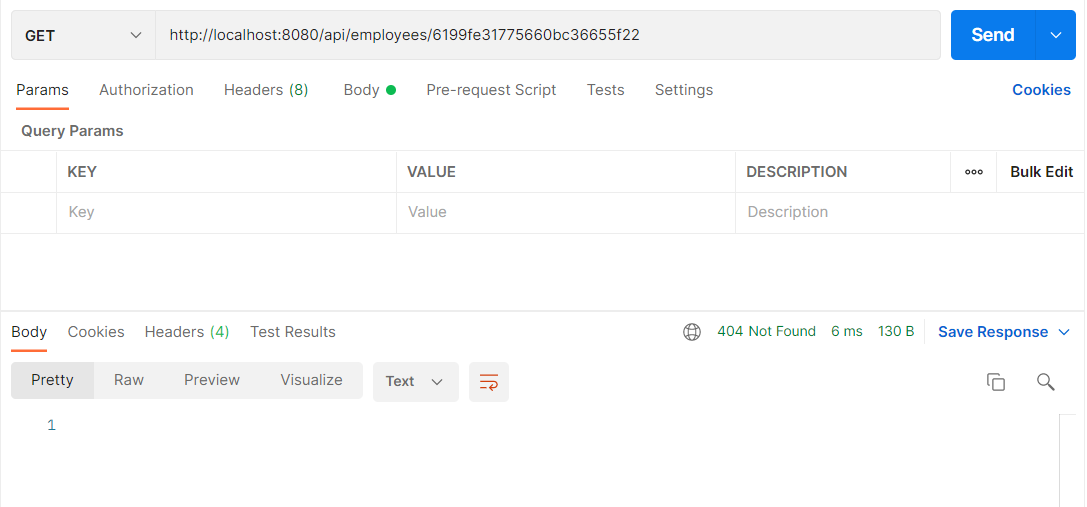 GET http://localhost:8080/api/employees/6199fe31775660bc36655f22 Send
Params Authorization Headers (8) Body Pre-request Script Tests Settings Cookies
Query Params
KEY VALUE DESCRIPTION Bulk Edit
Key Value Description
Body Cookies Headers (4) Test Results 404 Not Found 6 ms 130 B Save Response
Pretty Raw Preview Visualize Text
1